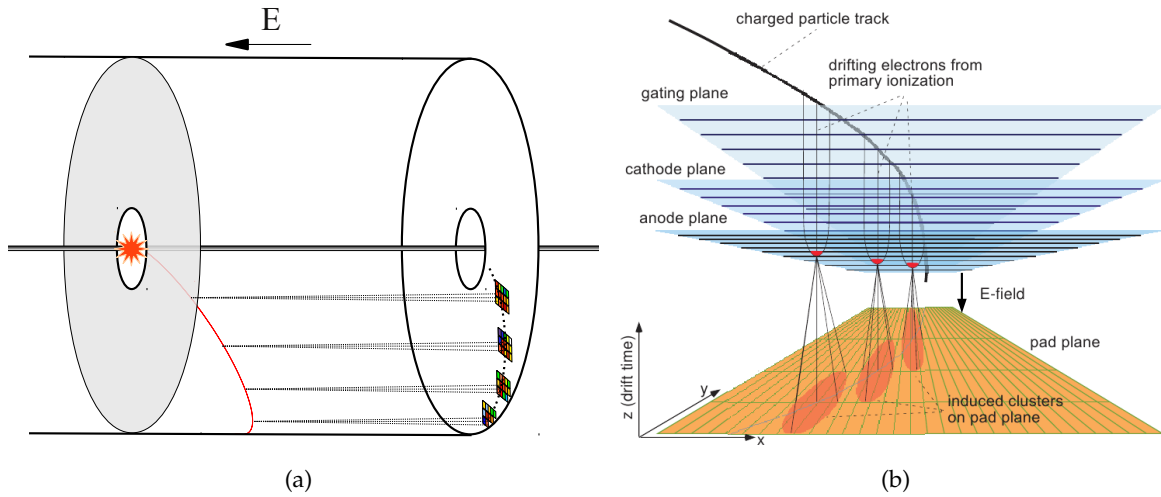 E
(a)
charged particle track
drifting electrons from
primary ionization
gating plane
cathode plane
anode plane
E-field
pad plane
z (drift time)
y
x
induced clusters
on pad plane
(b)